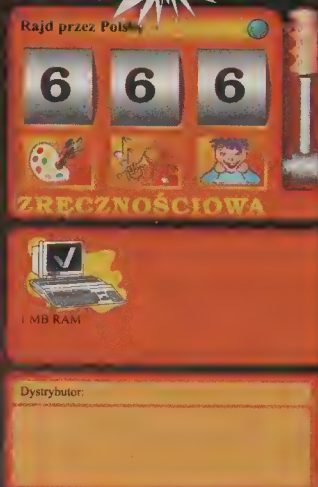 Rajd przez Polskę
6 6 6
ZRĘCZNOŚCIOWA
1 MB RAM
Dystrybutor: